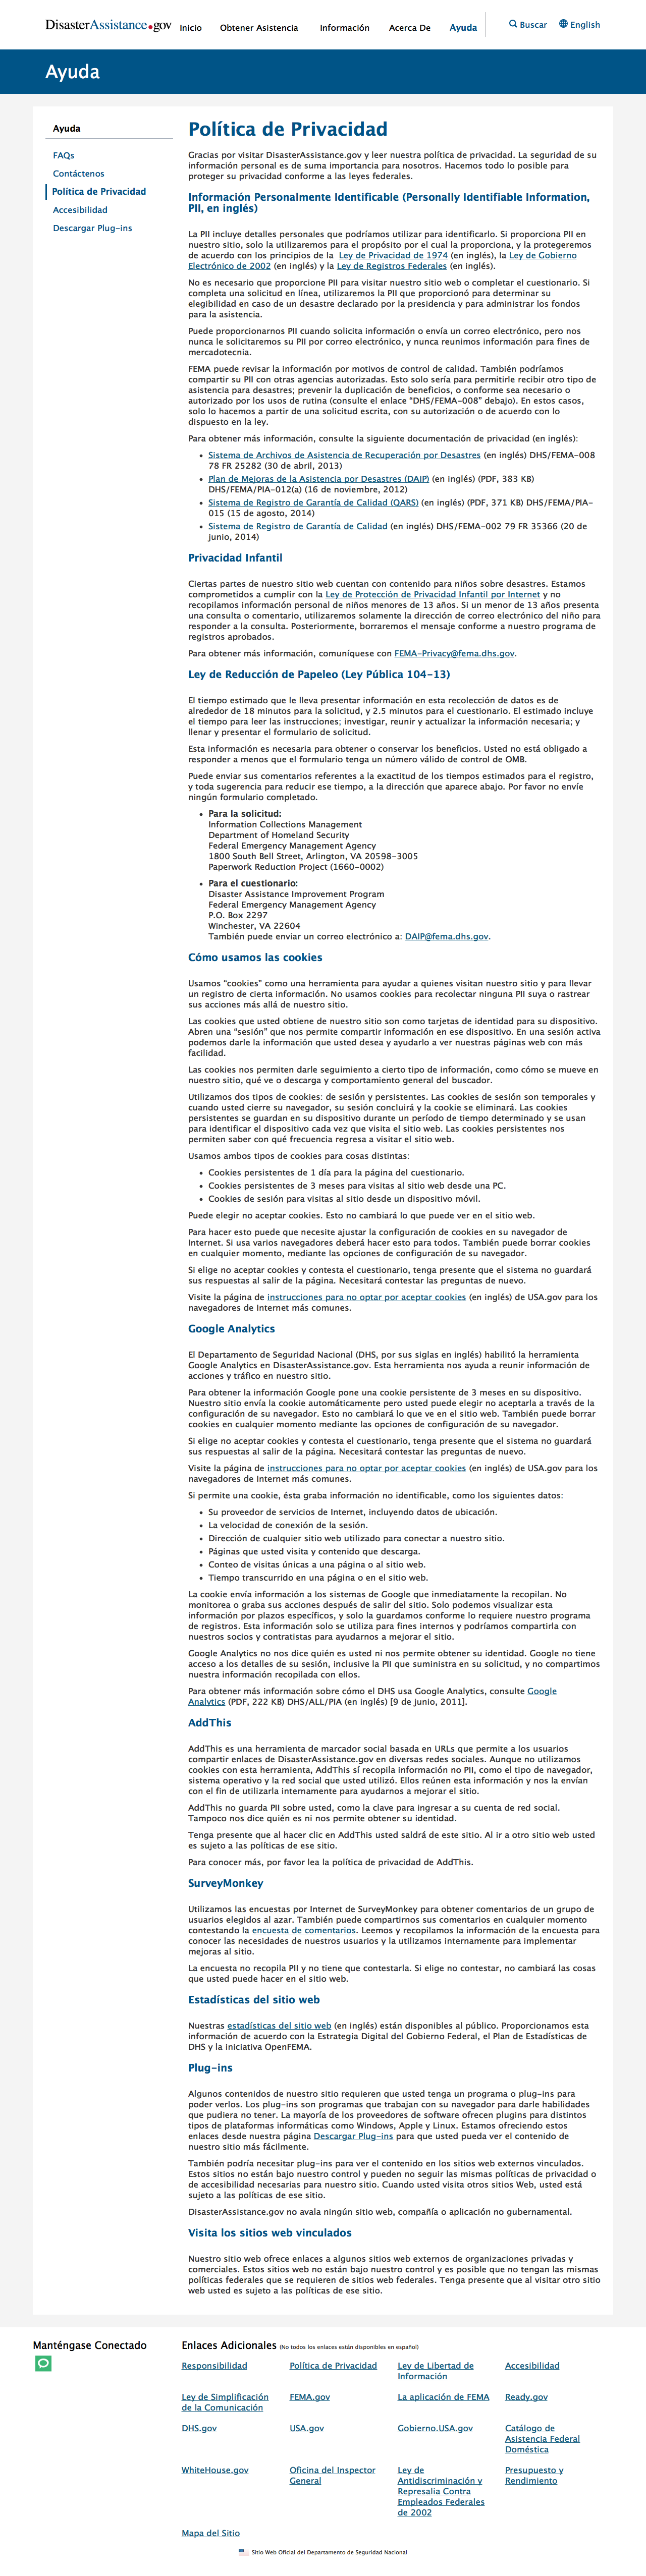 DisasterAssistance.gov
Inicio
Obtener Asistencia
Información
Acerca De
Ayuda
Buscar
English
Ayuda
Ayuda
FAQs
Contáctenos
Política de Privacidad
Accesibilidad
Descargar Plug-ins
Política de Privacidad
Gracias por visitar DisasterAssistance.gov y leer nuestra política de privacidad. La seguridad de su
información personal es de suma importancia para nosotros. Hacemos todo lo posible para
proteger su privacidad conforme a las leyes federales.
Información Personalmente Identificable (Personally Identifiable Information,
PII, en inglés)
La PII incluye detalles personales que podríamos utilizar para identificarlo. Si proporciona PII en
nuestro sitio, solo la utilizaremos para el propósito por el cual la proporciona, y la protegeremos
de acuerdo con los principios de la Ley de Privacidad de 1974 (en inglés), la Ley de Gobierno
Electrónico de 2002 (en inglés) y la Ley de Registros Federales (en inglés).
No es necesario que proporcione PII para visitar nuestro sitio web o completar el cuestionario. Si
completa una solicitud en línea, utilizaremos la PII que proporcionó para determinar su
elegibilidad en caso de un desastre declarado por la presidencia y para administrar los fondos
para la asistencia.
Puede proporcionarnos PII cuando solicita información o envía un correo electrónico, pero nos
nunca le solicitaremos su PII por correo electrónico, y nunca reunimos información para fines de
mercadotecnia.
FEMA puede revisar la información por motivos de control de calidad. También podríamos
compartir su PII con otras agencias autorizadas. Esto solo sería para permitirle recibir otro tipo de
asistencia para desastres; prevenir la duplicación de beneficios, o conforme sea necesario o
autorizado por los usos de rutina (consulte el enlace “DHS/FEMA-008” debajo). En estos casos,
solo lo hacemos a partir de una solicitud escrita, con su autorización o de acuerdo con lo
dispuesto en la ley.
Para obtener más información, consulte la siguiente documentación de privacidad (en inglés):
• Sistema de Archivos de Asistencia de Recuperación por Desastres (en inglés) DHS/FEMA-008
78 FR 25282 (30 de abril, 2013)
• Plan de Mejoras de la Asistencia por Desastres (DAIP) (en inglés) (PDF, 383 KB)
DHS/FEMA/PIA-012(a) (16 de noviembre, 2012)
• Sistema de Registro de Garantía de Calidad (QARS) (en inglés) (PDF, 371 KB) DHS/FEMA/PIA-
015 (15 de agosto, 2014)
• Sistema de Registro de Garantía de Calidad (en inglés) DHS/FEMA-002 79 FR 35366 (20 de
junio, 2014)
Privacidad Infantil
Ciertas partes de nuestro sitio web cuentan con contenido para niños sobre desastres. Estamos
comprometidos a cumplir con la Ley de Protección de Privacidad Infantil por Internet y no
recopilamos información personal de niños menores de 13 años. Si un menor de 13 años presenta
una consulta o comentario, utilizaremos solamente la dirección de correo electrónico del niño para
responder a la consulta. Posteriormente, borraremos el mensaje conforme a nuestro programa de
registros aprobados.
Para obtener más información, comuníquese con FEMA-Privacy@fema.dhs.gov.
Ley de Reducción de Papeleo (Ley Pública 104-13)
El tiempo estimado que le lleva presentar información en esta recolección de datos es de
alrededor de 18 minutos para la solicitud, y 2.5 minutos para el cuestionario. El estimado incluye
el tiempo para leer las instrucciones; investigar, reunir y actualizar la información necesaria; y
llenar y presentar el formulario de solicitud.
Esta información es necesaria para obtener o conservar los beneficios. Usted no está obligado a
responder a menos que el formulario tenga un número válido de control de OMB.
Puede enviar sus comentarios referentes a la exactitud de los tiempos estimados para el registro,
y toda sugerencia para reducir ese tiempo, a la dirección que aparece abajo. Por favor no envíe
ningún formulario completado.
• Para la solicitud:
Information Collections Management
Department of Homeland Security
Federal Emergency Management Agency
1800 South Bell Street, Arlington, VA 20598-3005
Paperwork Reduction Project (1660-0002)
• Para el cuestionario:
Disaster Assistance Improvement Program
Federal Emergency Management Agency
P.O. Box 2297
Winchester, VA 22604
También puede enviar un correo electrónico a: DAIP@fema.dhs.gov.
Cómo usamos las cookies
Usamos “cookies” como una herramienta para ayudar a quienes visitan nuestro sitio y para llevar
un registro de cierta información. No usamos cookies para recolectar ninguna PII suya o rastrear
sus acciones más allá de nuestro sitio.
Las cookies que usted obtiene de nuestro sitio son como tarjetas de identidad para su dispositivo.
Abren una “sesión” que nos permite compartir información en ese dispositivo. En una sesión activa
podemos darle la información que usted desea y ayudarlo a ver nuestras páginas web con más
facilidad.
Las cookies nos permiten darle seguimiento a cierto tipo de información, como cómo se mueve en
nuestro sitio, qué ve o descarga y comportamiento general del buscador.
Utilizamos dos tipos de cookies: de sesión y persistentes. Las cookies de sesión son temporales y
cuando usted cierre su navegador, su sesión concluirá y la cookie se eliminará. Las cookies
persistentes se guardan en su dispositivo durante un período de tiempo determinado y se usan
para identificar el dispositivo cada vez que visita el sitio web. Las cookies persistentes nos
permiten saber con qué frecuencia regresa a visitar el sitio web.
Usamos ambos tipos de cookies para cosas distintas:
• Cookies persistentes de 1 día para la página del cuestionario.
• Cookies persistentes de 3 meses para visitas al sitio web desde una PC.
• Cookies de sesión para visitas al sitio desde un dispositivo móvil.
Puede elegir no aceptar cookies. Esto no cambiará lo que puede ver en el sitio web.
Para hacer esto puede que necesite ajustar la configuración de cookies en su navegador de
Internet. Si usa varios navegadores deberá hacer esto para todos. También puede borrar cookies
en cualquier momento, mediante las opciones de configuración de su navegador.
Si elige no aceptar cookies y contesta el cuestionario, tenga presente que el sistema no guardará
sus respuestas al salir de la página. Necesitará contestar las preguntas de nuevo.
Visite la página de instrucciones para no optar por aceptar cookies (en inglés) de USA.gov para los
navegadores de Internet más comunes.
Google Analytics
El Departamento de Seguridad Nacional (DHS, por sus siglas en inglés) habilitó la herramienta
Google Analytics en DisasterAssistance.gov. Esta herramienta nos ayuda a reunir información de
acciones y tráfico en nuestro sitio.
Para obtener la información Google pone una cookie persistente de 3 meses en su dispositivo.
Nuestro sitio envía la cookie automáticamente pero usted puede elegir no aceptarla a través de la
configuración de su navegador. Esto no cambiará lo que ve en el sitio web. También puede borrar
cookies en cualquier momento mediante las opciones de configuración de su navegador.
Si elige no aceptar cookies y contesta el cuestionario, tenga presente que el sistema no guardará
sus respuestas al salir de la página. Necesitará contestar las preguntas de nuevo.
Visite la página de instrucciones para no optar por aceptar cookies (en inglés) de USA.gov para los
navegadores de Internet más comunes.
Si permite una cookie, ésta graba información no identificable, como los siguientes datos:
• Su proveedor de servicios de Internet, incluyendo datos de ubicación.
• La velocidad de conexión de la sesión.
• Dirección de cualquier sitio web utilizado para conectar a nuestro sitio.
• Páginas que usted visita y contenido que descarga.
• Conteo de visitas únicas a una página o al sitio web.
• Tiempo transcurrido en una página o en el sitio web.
La cookie envía información a los sistemas de Google que inmediatamente la recopilan. No
monitorea o graba sus acciones después de salir del sitio. Solo podemos visualizar esta
información por plazos específicos, y solo la guardamos conforme lo requiere nuestro programa
de registros. Esta información solo se utiliza para fines internos y podríamos compartirla con
nuestros socios y contratistas para ayudarnos a mejorar el sitio.
Google Analytics no nos dice quién es usted ni nos permite obtener su identidad. Google no tiene
acceso a los detalles de su sesión, inclusive la PII que suministra en su solicitud, y no compartimos
nuestra información recopilada con ellos.
Para obtener más información sobre cómo el DHS usa Google Analytics, consulte Google
Analytics (PDF, 222 KB) DHS/ALL/PIA (en inglés) [9 de junio, 2011].
AddThis
AddThis es una herramienta de marcador social basada en URLs que permite a los usuarios
compartir enlaces de DisasterAssistance.gov en diversas redes sociales. Aunque no utilizamos
cookies con esta herramienta, AddThis sí recopila información no PII, como el tipo de navegador,
sistema operativo y la red social que usted utilizó. Ellos reúnen esta información y nos la envían
con el fin de utilizarla internamente para ayudarnos a mejorar el sitio.
AddThis no guarda PII sobre usted, como la clave para ingresar a su cuenta de red social.
Tampoco nos dice quién es ni nos permite obtener su identidad.
Tenga presente que al hacer clic en AddThis usted saldrá de este sitio. Al ir a otro sitio web usted
es sujeto a las políticas de ese sitio.
Para conocer más, por favor lea la política de privacidad de AddThis.
SurveyMonkey
Utilizamos las encuestas por Internet de SurveyMonkey para obtener comentarios de un grupo de
usuarios elegidos al azar. También puede compartirnos sus comentarios en cualquier momento
contestando la encuesta de comentarios. Leemos y recopilamos la información de la encuesta para
conocer las necesidades de nuestros usuarios y la utilizamos internamente para implementar
mejoras al sitio.
La encuesta no recopila PII y no tiene que contestarla. Si elige no contestar, no cambiará las cosas
que usted puede hacer en el sitio web.
Estadísticas del sitio web
Nuestras estadísticas del sitio web (en inglés) están disponibles al público. Proporcionamos esta
información de acuerdo con la Estrategia Digital del Gobierno Federal, el Plan de Estadísticas de
DHS y la iniciativa OpenFEMA.
Plug-ins
Algunos contenidos de nuestro sitio requieren que usted tenga un programa o plug-ins para
poder verlos. Los plug-ins son programas que trabajan con su navegador para darle habilidades
que pudiera no tener. La mayoría de los proveedores de software ofrecen plugins para distintos
tipos de plataformas informáticas como Windows, Apple y Linux. Estamos ofreciendo estos
enlaces desde nuestra página Descargar Plug-ins para que usted pueda ver el contenido de
nuestro sitio más fácilmente.
También podría necesitar plug-ins para ver el contenido en los sitios web externos vinculados.
Estos sitios no están bajo nuestro control y pueden no seguir las mismas políticas de privacidad o
de accesibilidad necesarias para nuestro sitio. Cuando usted visita otros sitios Web, usted está
sujeto a las políticas de ese sitio.
DisasterAssistance.gov no avala ningún sitio web, compañía o aplicación no gubernamental.
Visita los sitios web vinculados
Nuestro sitio web ofrece enlaces a algunos sitios web externos de organizaciones privadas y
comerciales. Estos sitios web no están bajo nuestro control y es posible que no tengan las mismas
políticas federales que se requieren de sitios web federales. Tenga presente que al visitar otro sitio
web usted es sujeto a las políticas de ese sitio.
Manténgase Conectado
Enlaces Adicionales (No todos los enlaces están disponibles en español)
Responsibilidad
Política de Privacidad
Ley de Libertad de
Información
Accesibilidad
Ley de Simplificación
de la Comunicación
FEMA.gov
La aplicación de FEMA
Ready.gov
DHS.gov
USA.gov
Gobierno.USA.gov
Catálogo de
Asistencia Federal
Doméstica
WhiteHouse.gov
Oficina del Inspector
General
Ley de
Antidiscriminación y
Represalia Contra
Empleados Federales
de 2002
Presupuesto y
Rendimiento
Mapa del Sitio
Sitio Web Oficial del Departamento de Seguridad Nacional